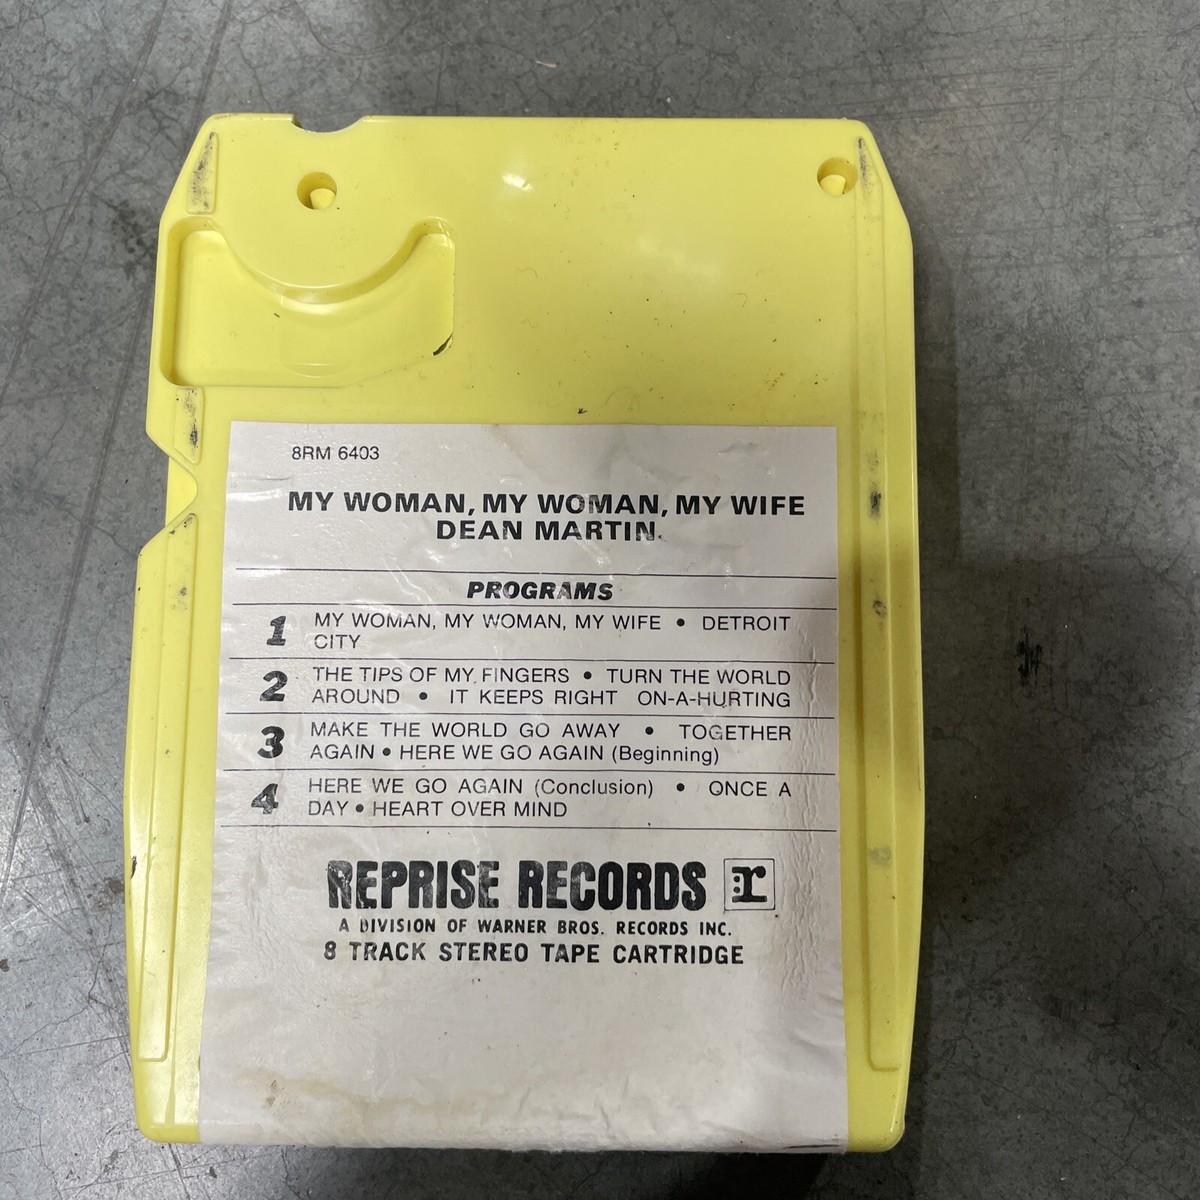 8RM 6403
MY WOMAN, MY WOMAN, MY WIFE
DEAN MARTIN
PROGRAMS
1 MY WOMAN, MY WOMAN, MY WIFE • DETROIT
CITY
2 THE TIPS OF MY FINGERS • TURN THE WORLD
AROUND • IT KEEPS RIGHT ON-A-HURTING
3 MAKE THE WORLD GO AWAY • TOGETHER
AGAIN • HERE WE GO AGAIN (Beginning)
4 HERE WE GO AGAIN (Conclusion) • ONCE A
DAY • HEART OVER MIND
REPRISE RECORDS :r
A DIVISION OF WARNER BROS. RECORDS INC.
8 TRACK STEREO TAPE CARTRIDGE